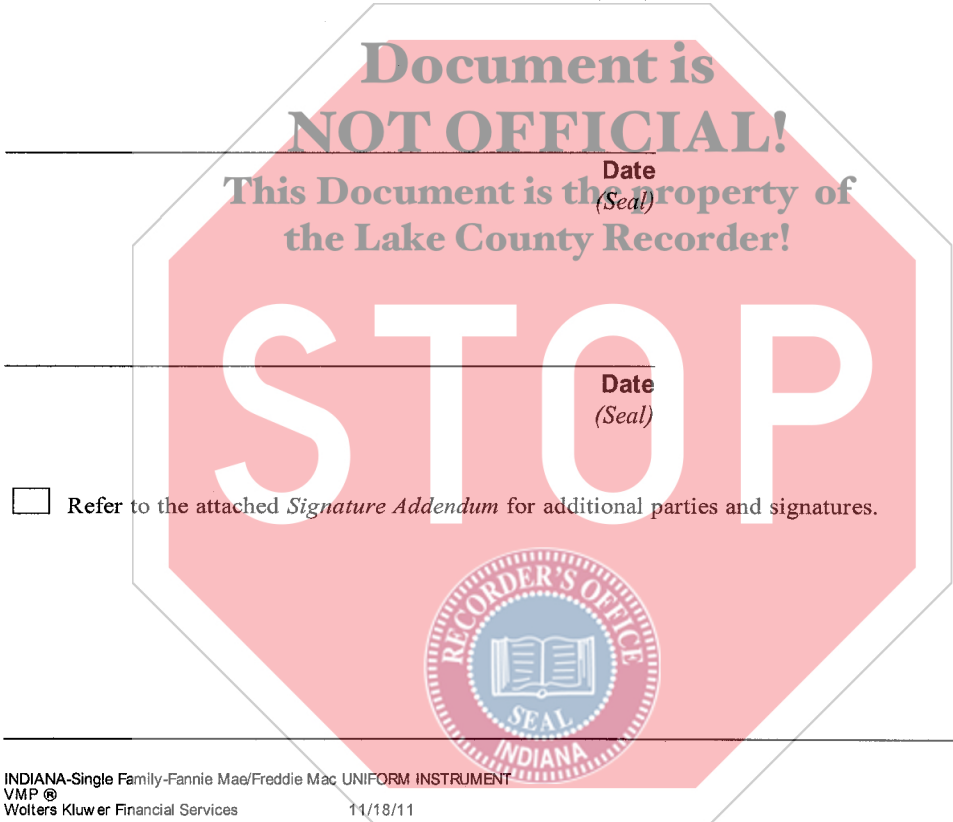 Document is
NOT OFFICIAL!
Date
This Document is the property of
(Seal)
the Lake County Recorder!
STOP
Date
(Seal)
Refer to the attached Signature Addendum for additional parties and signatures.
RECORDER'S OFFICE
SEAL
INDIANA
INDIANA-Single Family-Fannie Mae/Freddie Mac UNIFORM INSTRUMENT
VMP ®
Wolters Kluwer Financial Services 11/18/11